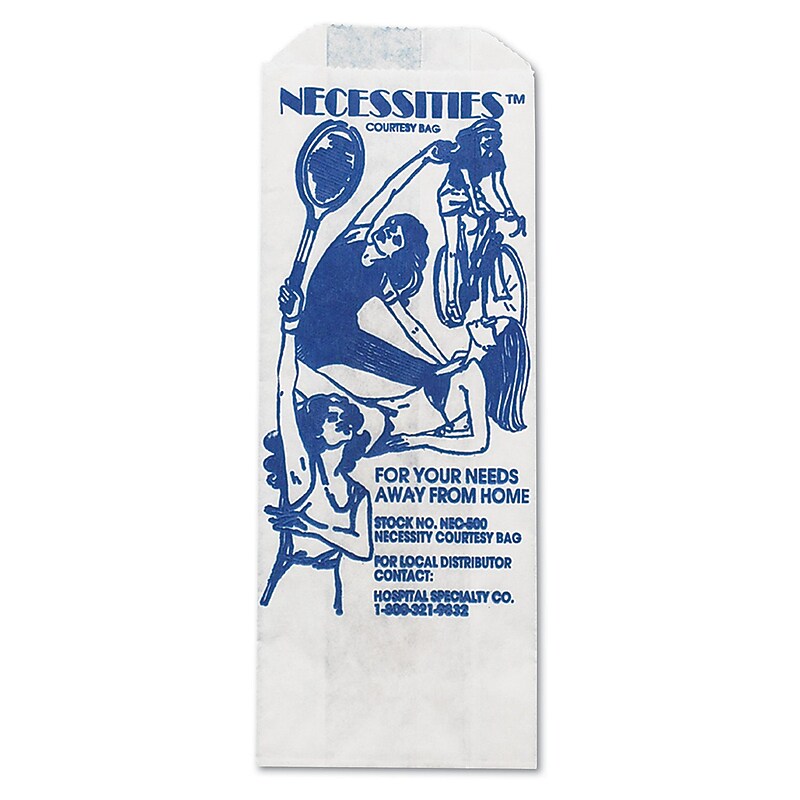 NECESSITIES™
COURTESY BAG
FOR YOUR NEEDS
AWAY FROM HOME
STOCK NO. NEC-500
NECESSITY COURTESY BAG
FOR LOCAL DISTRIBUTOR
CONTACT:
HOSPITAL SPECIALTY CO.
1-800-321-9832